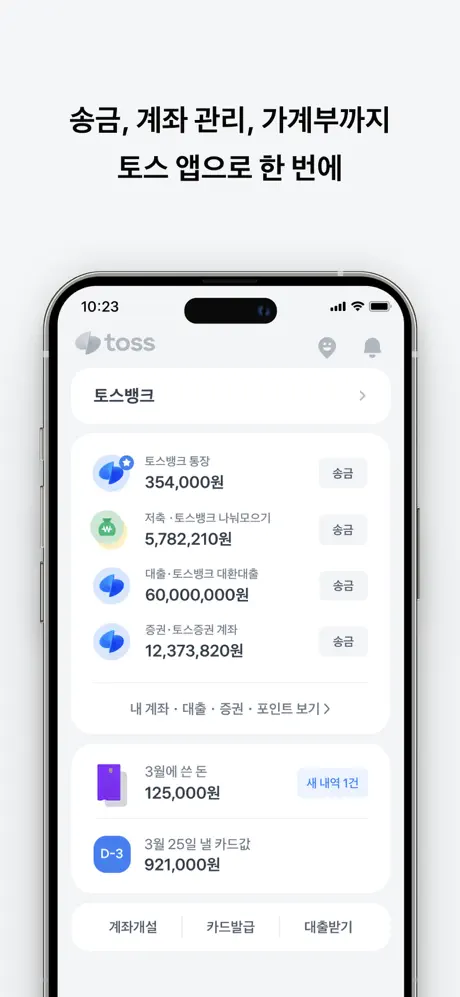 송금, 계좌 관리, 가계부까지
토스 앱으로 한 번에
10:23
toss
토스뱅크
토스뱅크 통장
354,000원
송금
저축 · 토스뱅크 나눠모으기
5,782,210원
송금
대출 · 토스뱅크 대환대출
60,000,000원
송금
증권 · 토스증권 계좌
12,373,820원
송금
내 계좌 · 대출 · 증권 · 포인트 보기
3월에 쓴 돈
125,000원
새 내역 1건
D-3
3월 25일 낼 카드값
921,000원
계좌개설
카드발급
대출받기